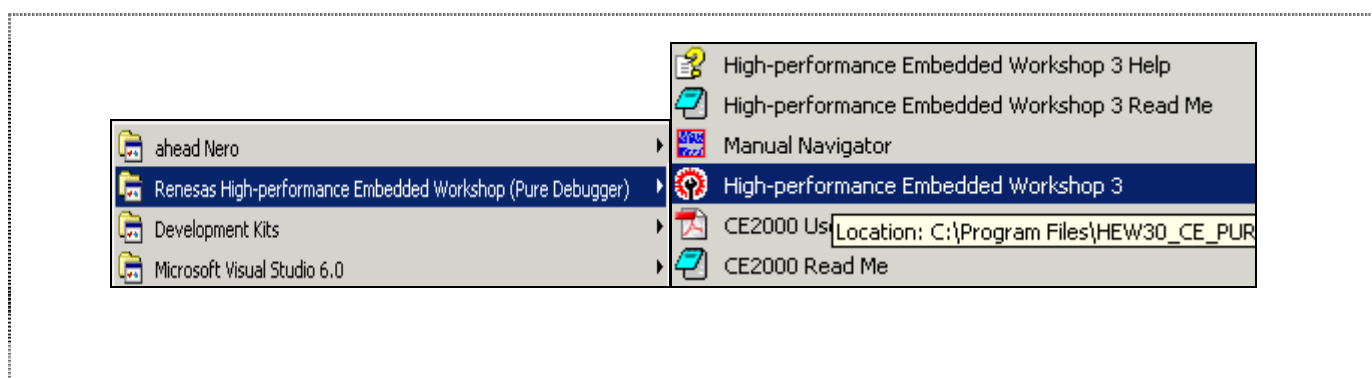 ahead Nero
Renesas High-performance Embedded Workshop (Pure Debugger)
Development Kits
Microsoft Visual Studio 6.0
High-performance Embedded Workshop 3 Help
High-performance Embedded Workshop 3 Read Me
Manual Navigator
High-performance Embedded Workshop 3
CE2000 Us
Location: C:\Program Files\HEW30_CE_PUR
CE2000 Read Me